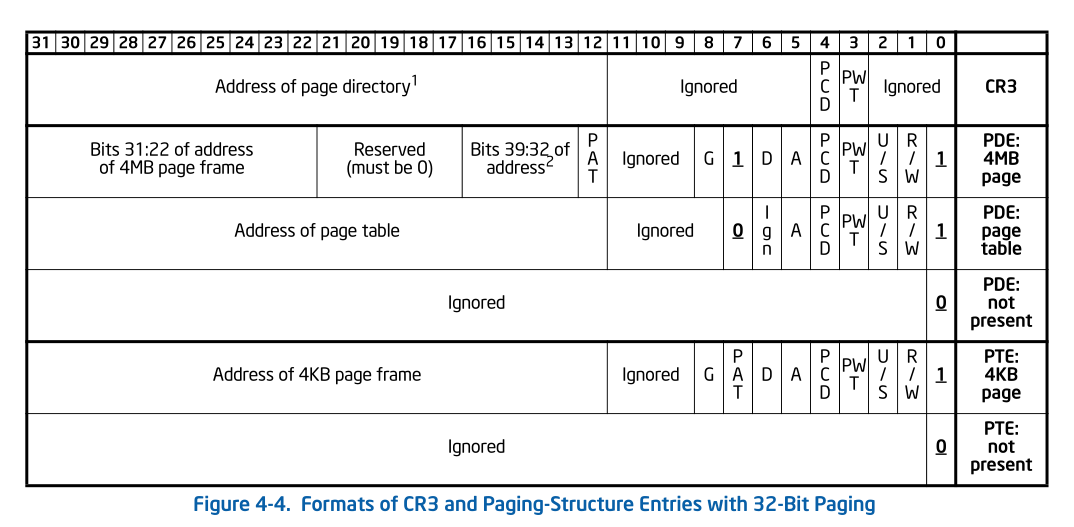 31 30 29 28 27 26 25 24 23 22 21 20 19 18 17 16 15 14 13 12 11 10 9 8 7 6 5 4 3 2 1 0
Address of page directory1 Ignored PCD PWT Ignored CR3
Bits 31:22 of address
of 4MB page frame
Reserved
(must be 0)
Bits 39:32 of
address2
PAT Ignored G 1 D A PCD PWT U/S R/W 1
PDE:
4MB
page
Address of page table Ignored 0 Ign A PCD PWT U/S R/W 1
PDE:
page
table
Ignored 0
PDE:
not
present
Address of 4KB page frame Ignored G PAT D A PCD PWT U/S R/W 1
PTE:
4KB
page
Ignored 0
PTE:
not
present
Figure 4-4. Formats of CR3 and Paging-Structure Entries with 32-Bit Paging